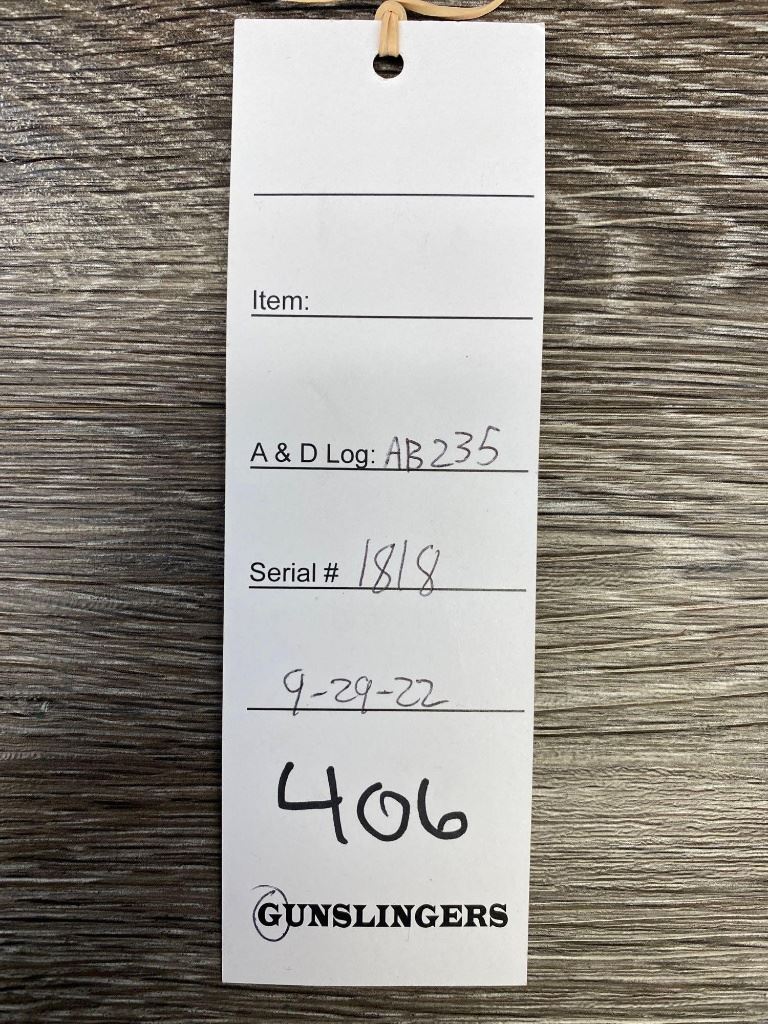 Item:
A & D Log: AB235
Serial # 1818
9-29-22
406
GUNSLINGERS